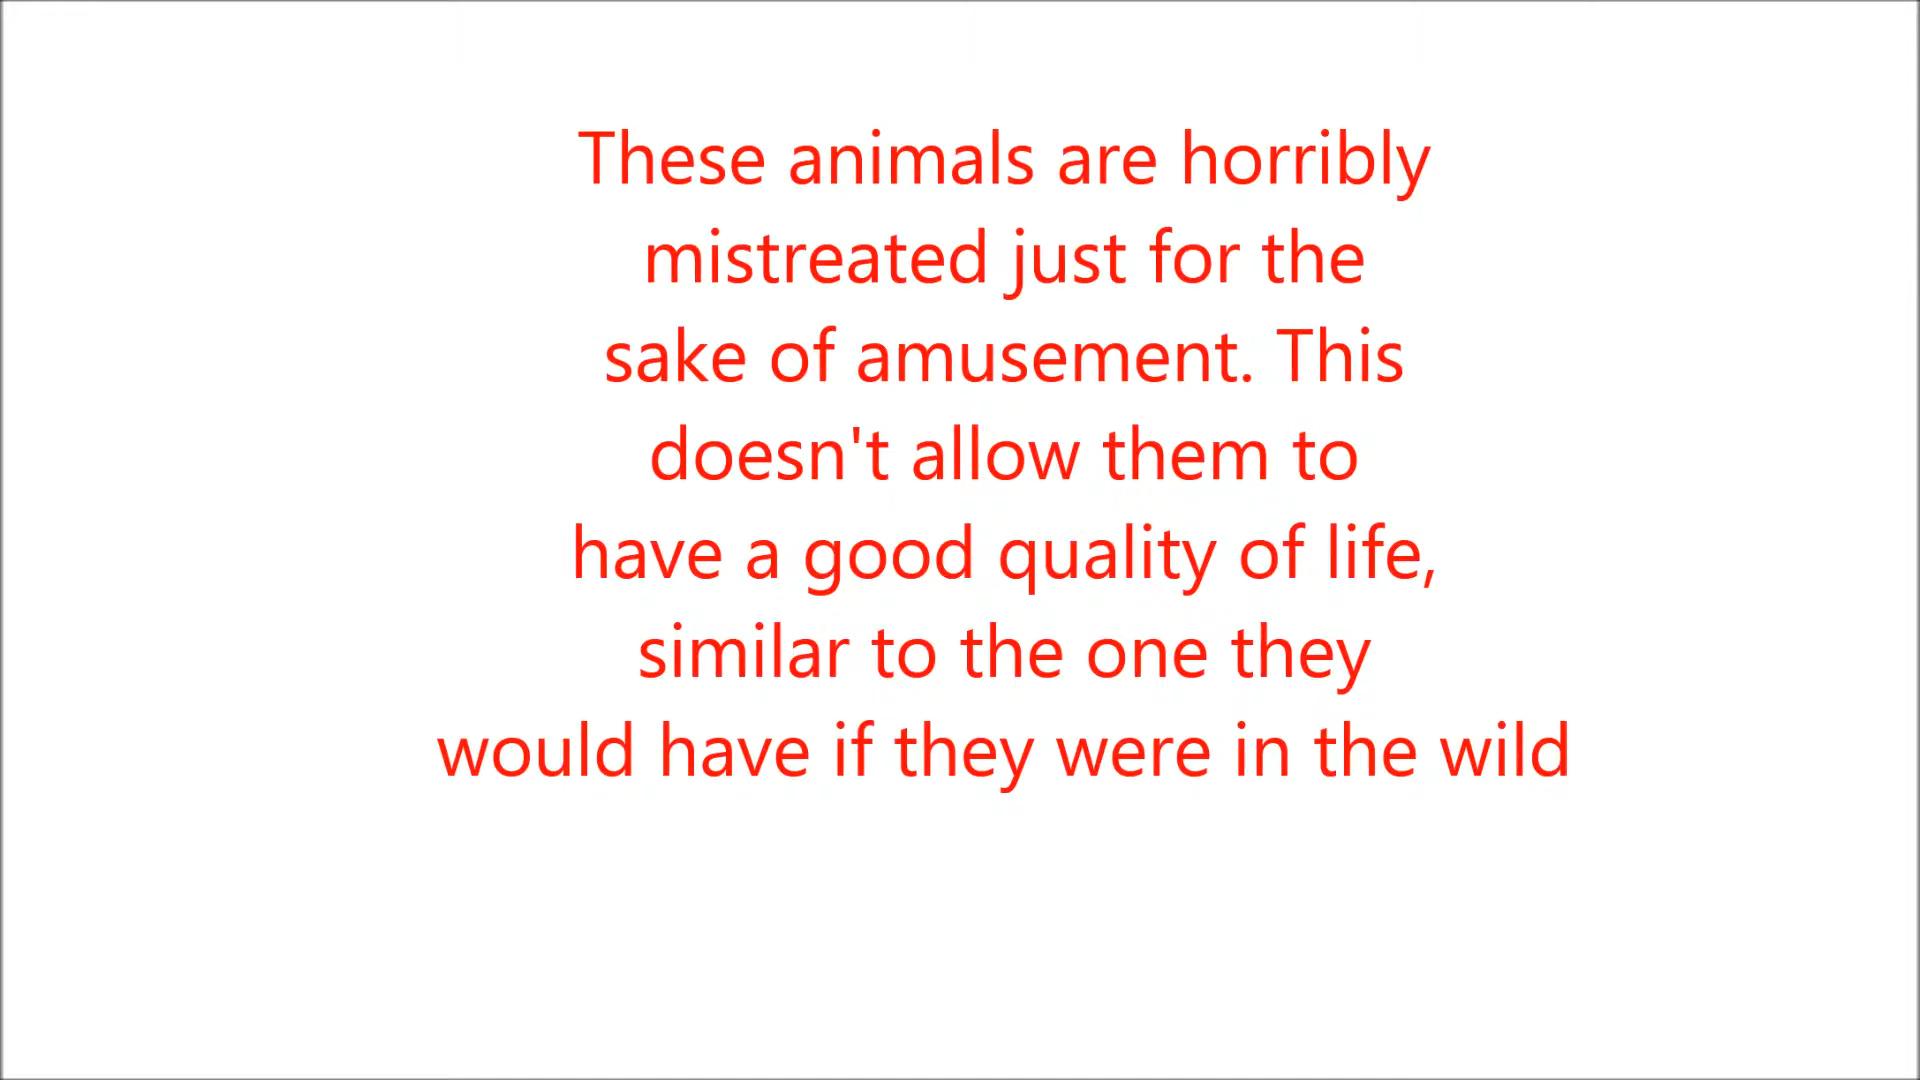 These animals are horribly
mistreated just for the
sake of amusement. This
doesn't allow them to
have a good quality of life,
similar to the one they
would have if they were in the wild